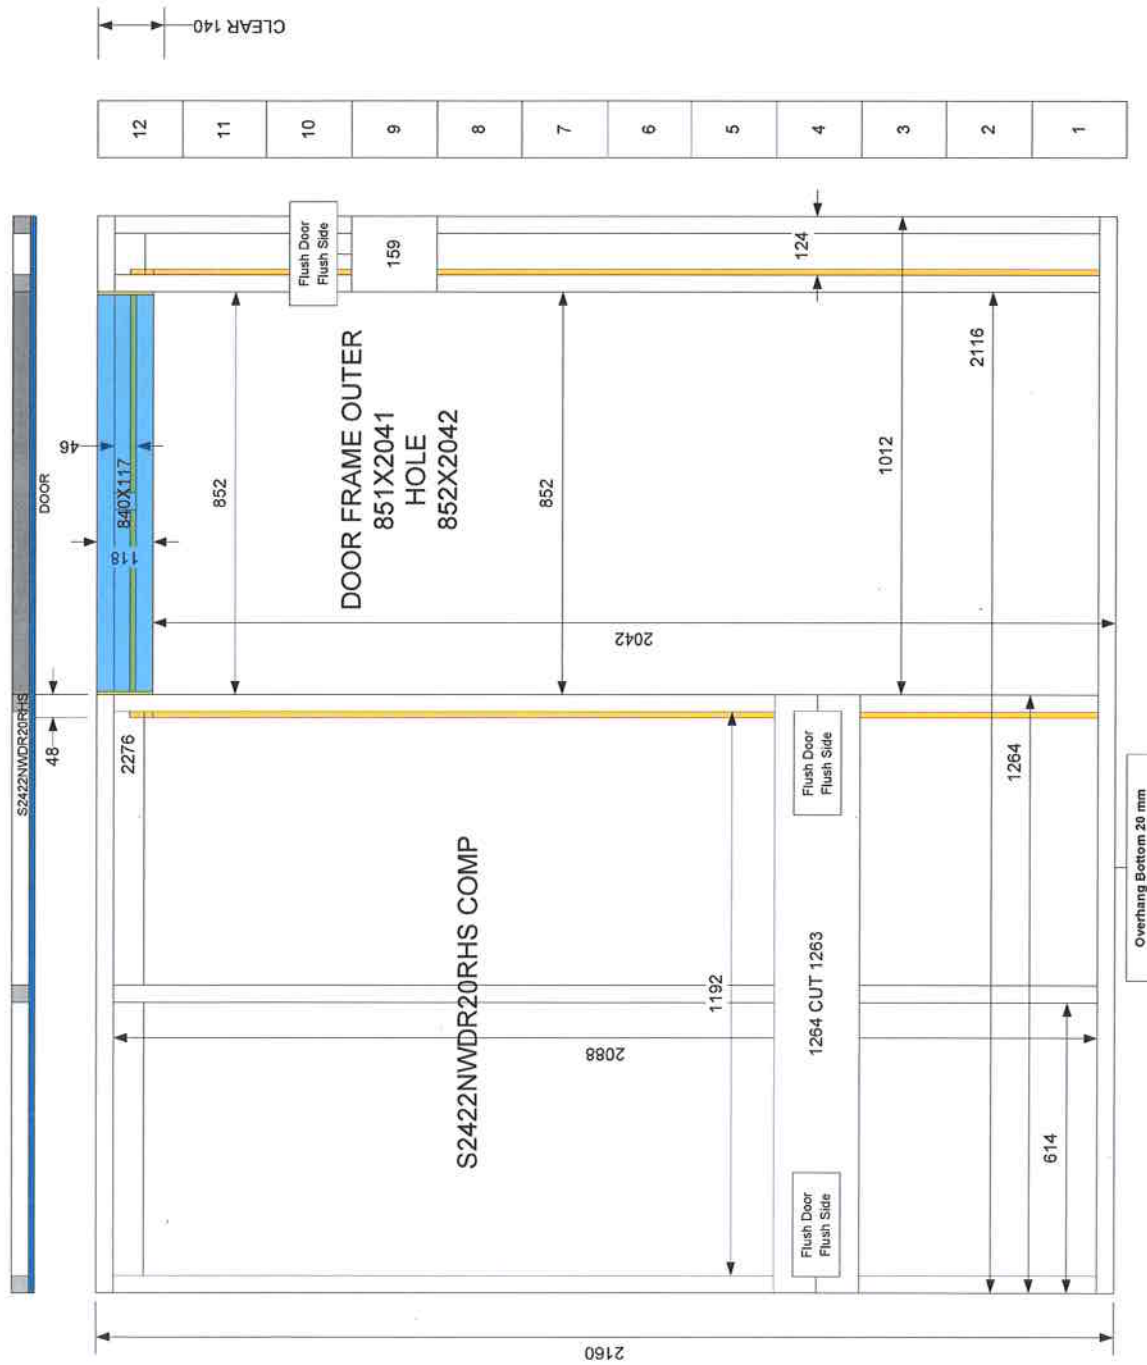 CLEAR 140
12
11
10
9
8
7
6
5
4
3
2
1
S2422NWDR20RHS
DOOR
48
46
840X117
118
2276
Flush Door
Flush Side
159
124
852
DOOR FRAME OUTER
851X2041
HOLE
852X2042
852
1012
2116
2042
S2422NWDR20RHS COMP
1192
Flush Door
Flush Side
1264 CUT 1263
Flush Door
Flush Side
1264
2088
614
2160
Overhang Bottom 20 mm